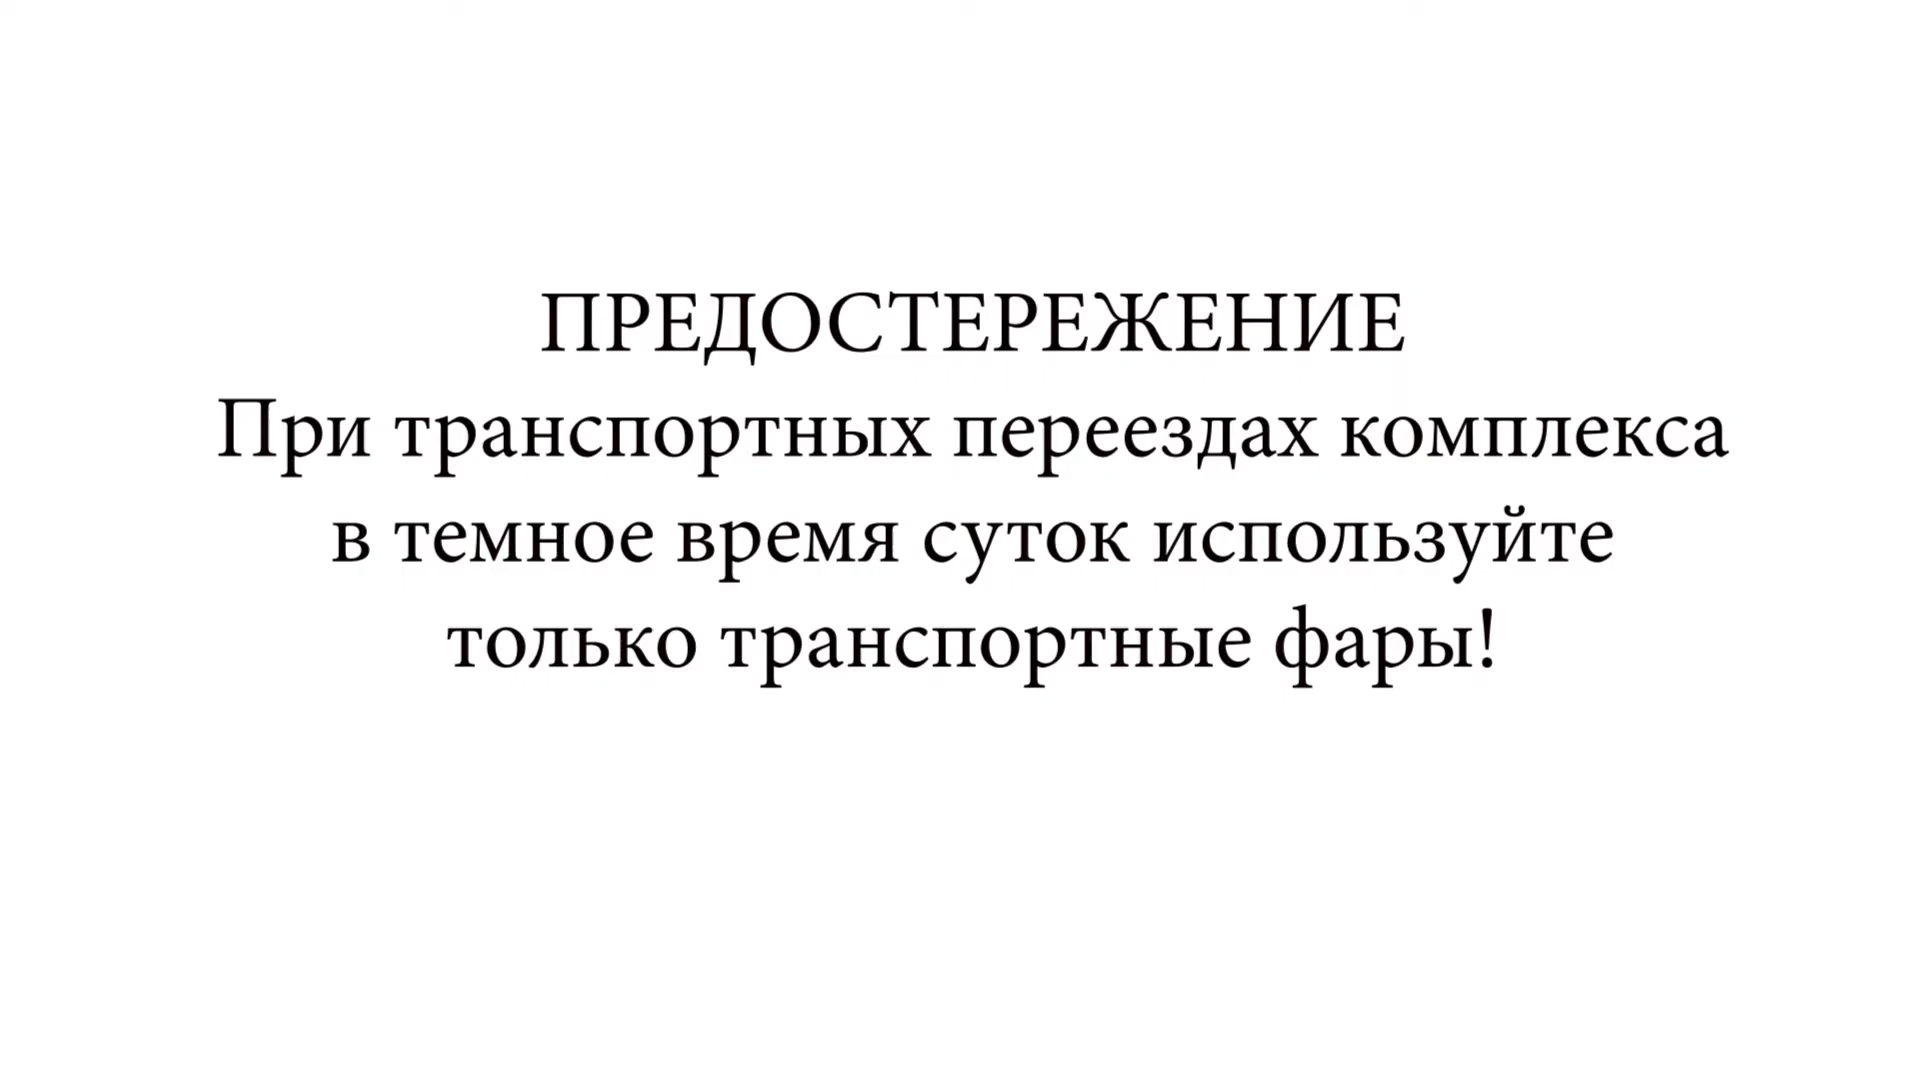 ПРЕДОСТЕРЕЖЕНИЕ
При транспортных переездах комплекса
в темное время суток используйте
только транспортные фары!